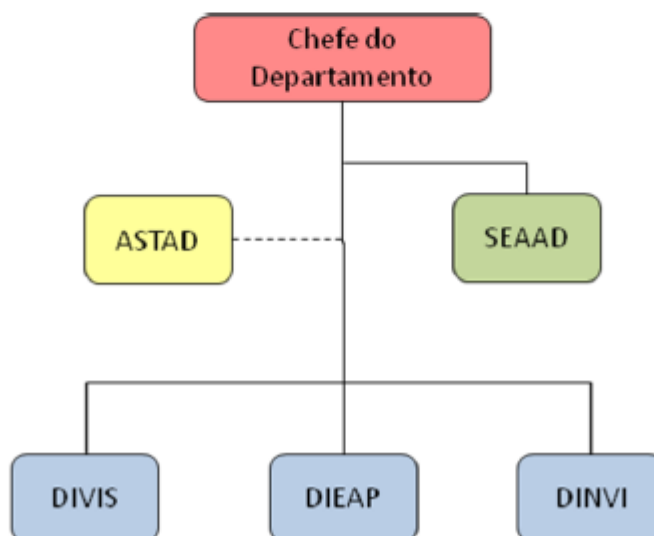 Chefe do
Departamento
ASTAD
SEAAD
DIVIS
DIEAP
DINVI